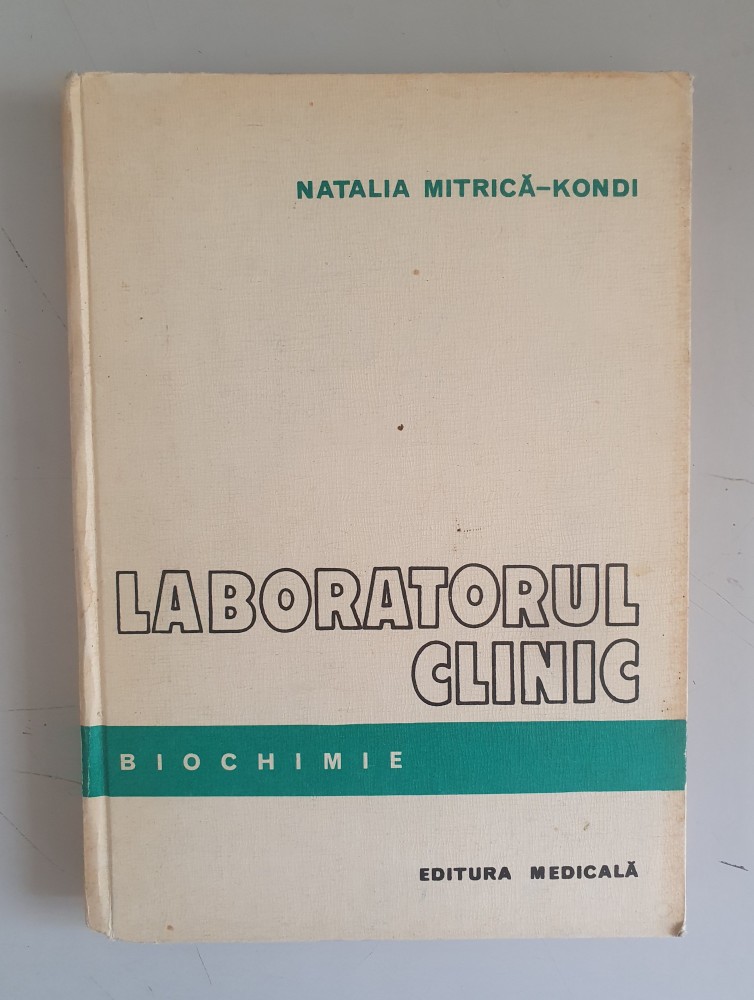 NATALIA MITRICĂ-KONDI
LABORATORUL
CLINIC
BIOCHIMIE
EDITURA MEDICALĂ